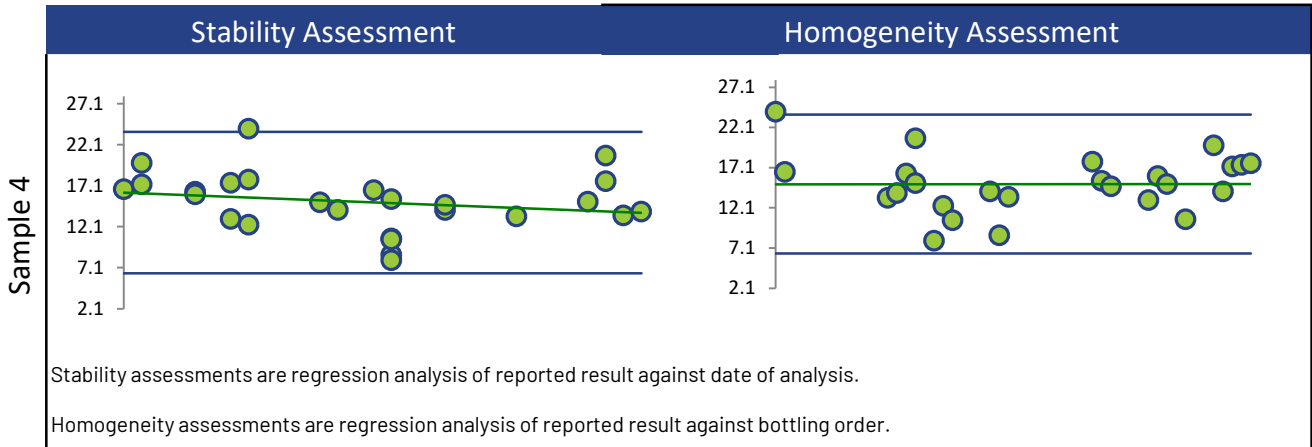 Stability Assessment
Homogeneity Assessment
Sample 4
27.1
22.1
17.1
12.1
7.1
2.1
27.1
22.1
17.1
12.1
7.1
2.1
Stability assessments are regression analysis of reported result against date of analysis.
Homogeneity assessments are regression analysis of reported result against bottling order.